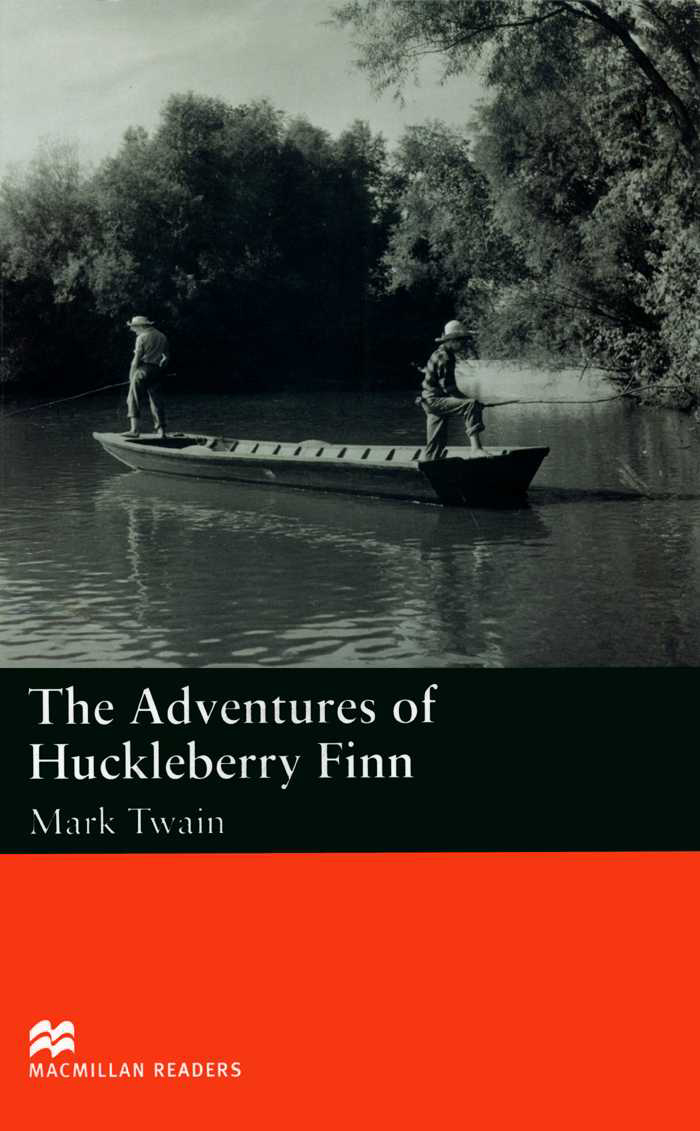 The Adventures of
Huckleberry Finn
Mark Twain
MACMILLAN READERS